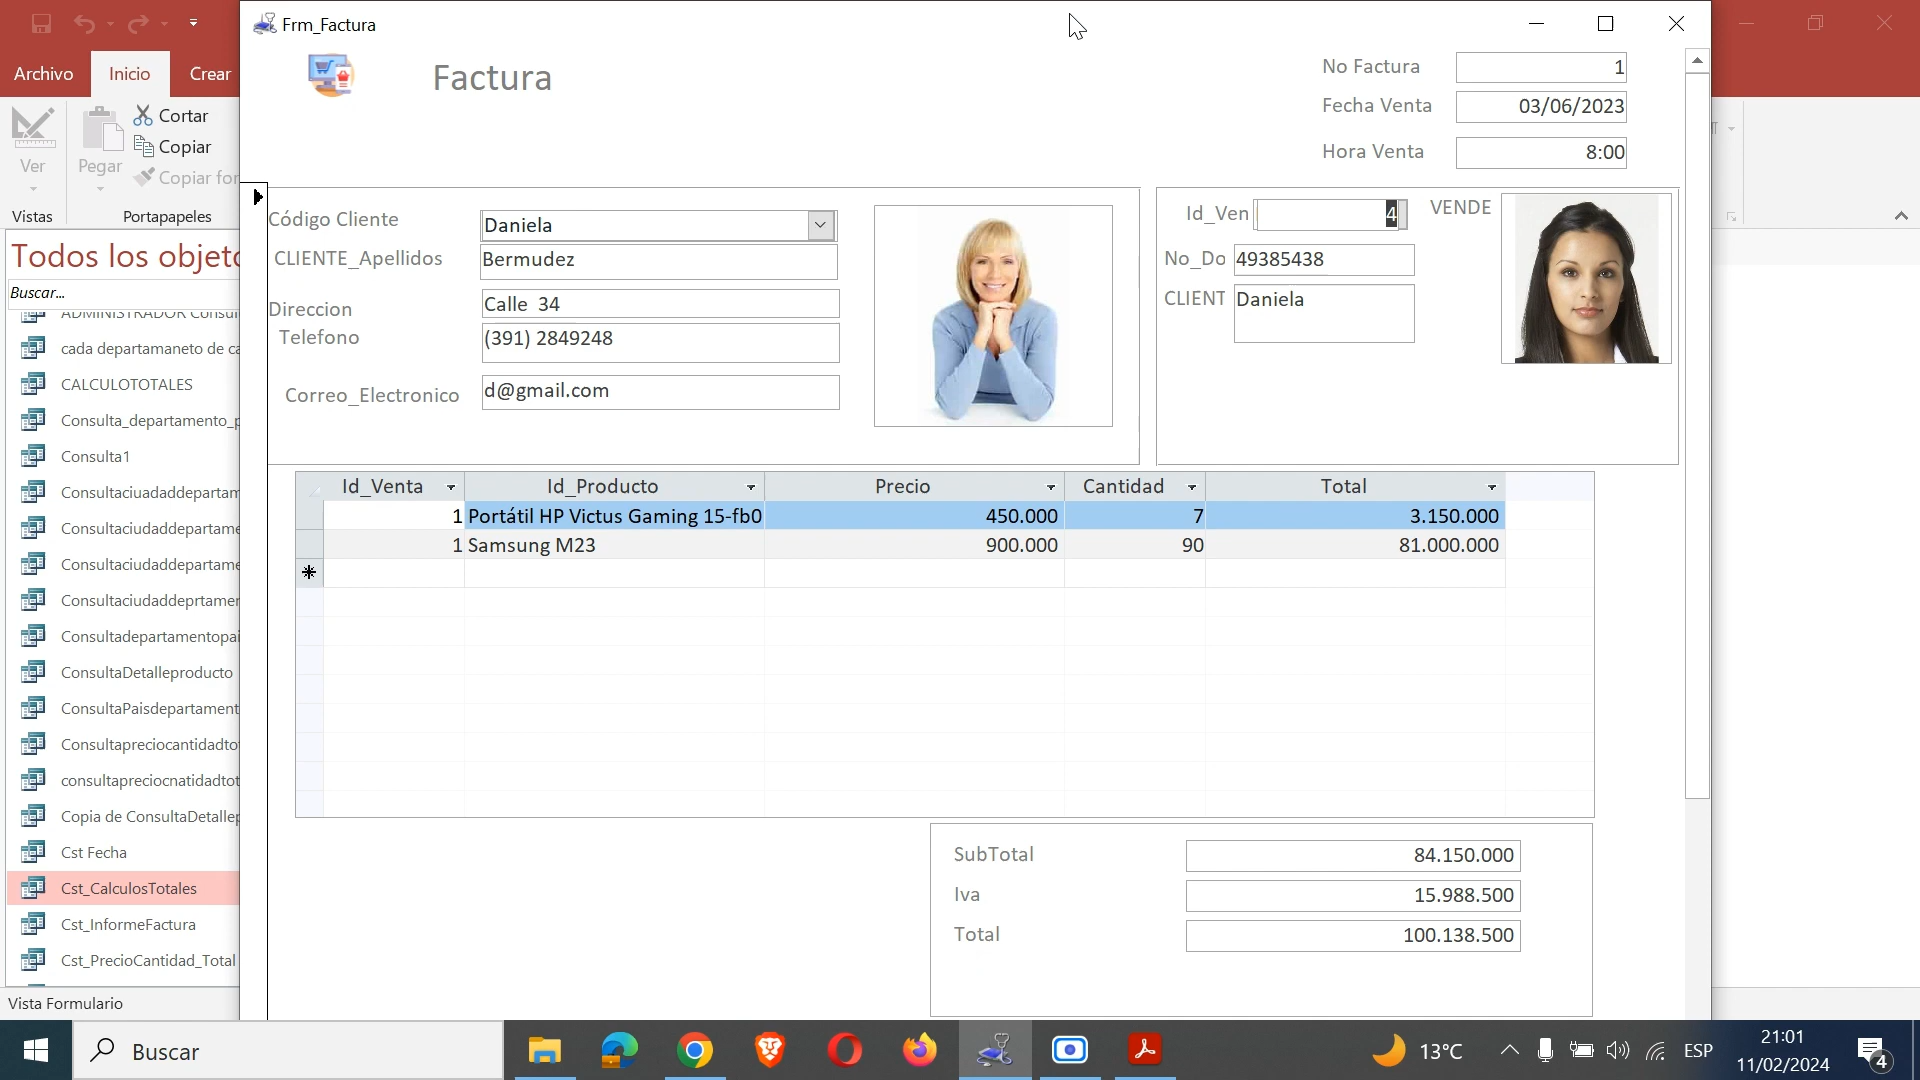 Frm_Factura
Archivo Inicio Crear
Cortar
Copiar
Copiar for
Ver
Pegar
Vistas
Portapapeles
Todos los objeto
Buscar...
ADMINISTRADOR Consul
cada departamaneto de ca
CALCULOTOTALES
Consulta_departamento_p
Consulta1
Consultaciuadaddepartam
Consultaciudaddepartame
Consultaciudaddepartame
Consultaciudaddeprtamer
Consultadepartamentopai
ConsultaDetalleproducto
ConsultaPaisdepartament
Consultapreciocantidadtot
consultapreciocnatidadtot
Copia de ConsultaDetallep
Cst Fecha
Cst_CalculosTotales
Cst_InformeFactura
Cst_PrecioCantidad_Total
Vista Formulario
Factura
No Factura 1
Fecha Venta 03/06/2023
Hora Venta 8:00
Código Cliente Daniela
CLIENTE_Apellidos Bermudez
Direccion Calle 34
Telefono (391) 2849248
Correo_Electronico d@gmail.com
Id_Ven 4 VENDE
No_Do 49385438
CLIENT Daniela
Id_Venta Id_Producto Precio Cantidad Total
1 Portátil HP Victus Gaming 15-fb0 450.000 7 3.150.000
1 Samsung M23 900.000 90 81.000.000
SubTotal 84.150.000
Iva 15.988.500
Total 100.138.500
Buscar
13°C
ESP
21:01
11/02/2024
4